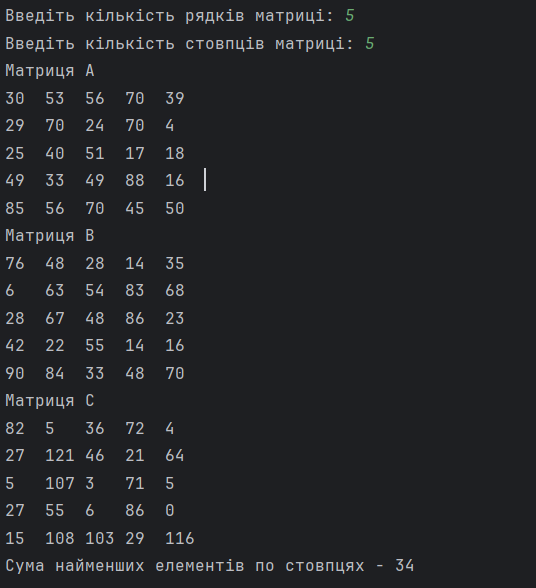 Введіть кількість рядків матриці: 5
Введіть кількість стовпців матриці: 5
Матриця A
30 53 56 70 39
29 70 24 70 4
25 40 51 17 18
49 33 49 88 16
85 56 70 45 50
Матриця B
76 48 28 14 35
6 63 54 83 68
28 67 48 86 23
42 22 55 14 16
90 84 33 48 70
Матриця C
82 5 36 72 4
27 121 46 21 64
5 107 3 71 5
27 55 6 86 0
15 108 103 29 116
Сума найменших елементів по стовпцях - 34